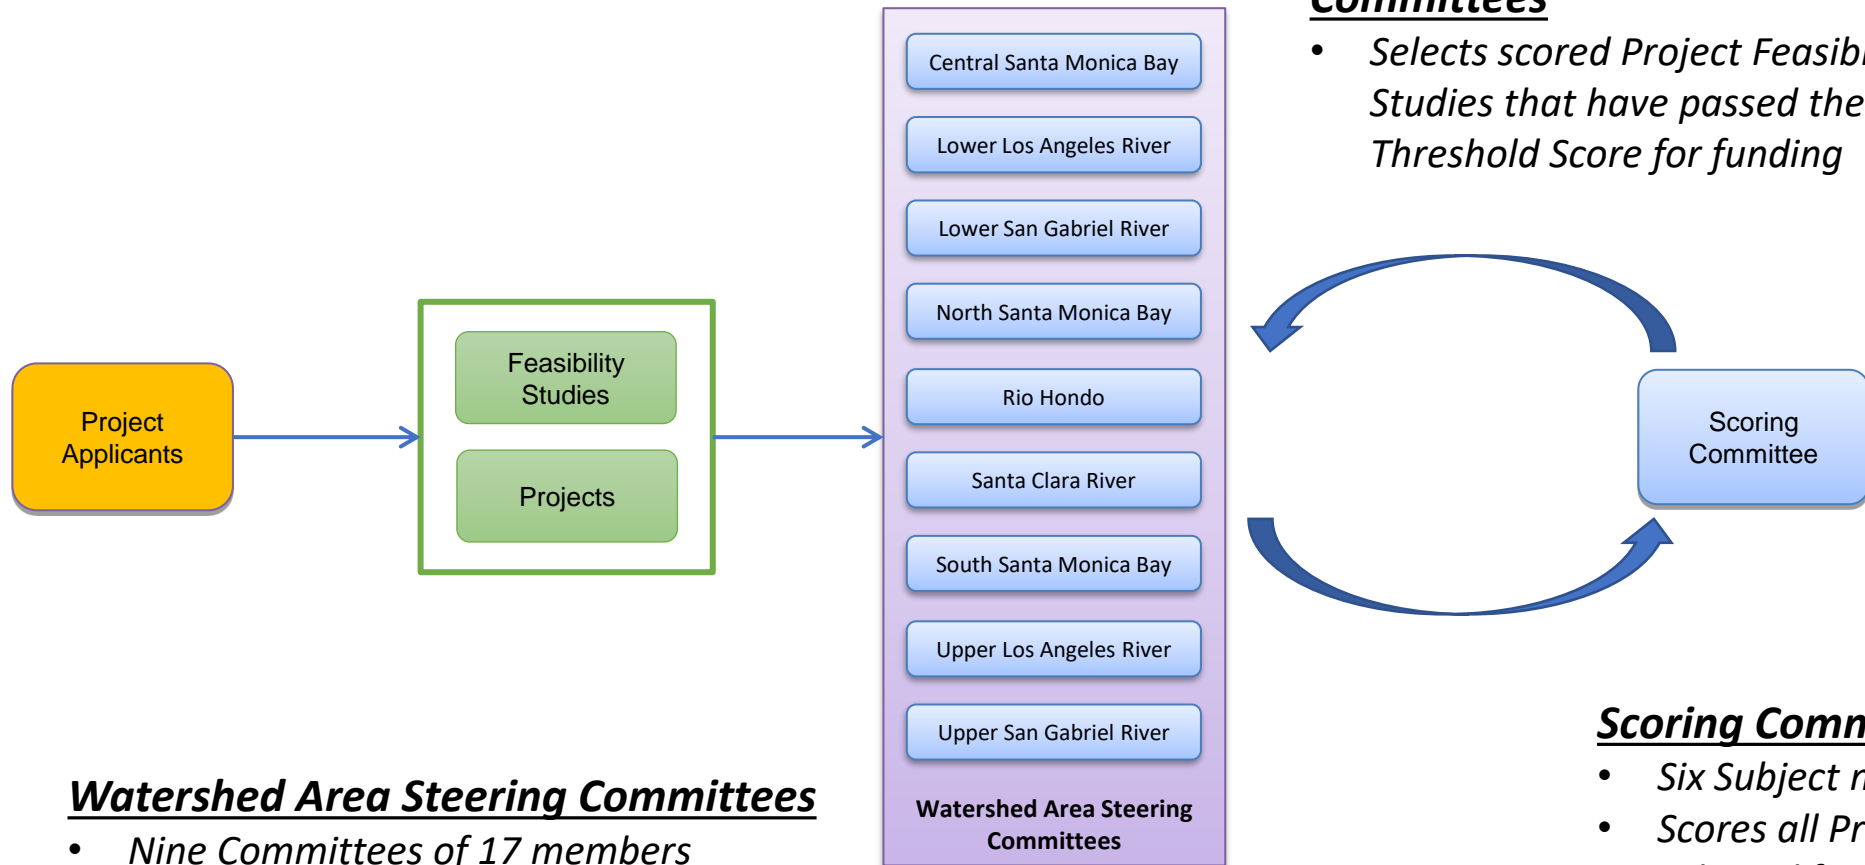 Committees
• Selects scored Project
Studies that have passed the
Threshold Score for funding
Central Santa Monica Bay
Lower Los Angeles River
Lower San Gabriel River
North Santa Monica Bay
Rio Hondo
Santa Clara River
South Santa Monica Bay
Upper Los Angeles River
Upper San Gabriel River
Watershed Area Steering
Committees
Project
Applicants
Feasibility
Studies
Projects
Scoring
Committee
Watershed Area Steering Committees
• Nine Committees of 17 members
Scoring
• Six Subject
• Scores all